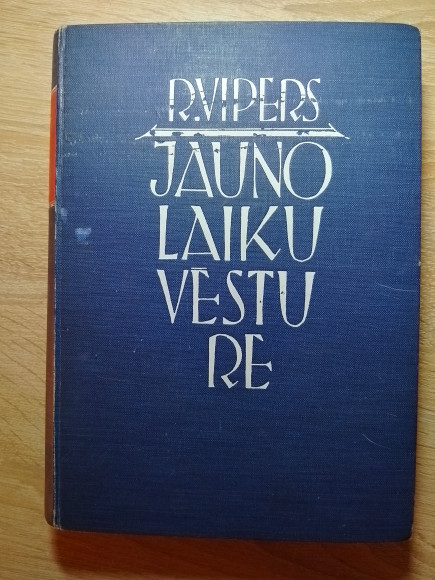 R.VIPERS
JAUNO
LAIKU
VĒSTU
RE